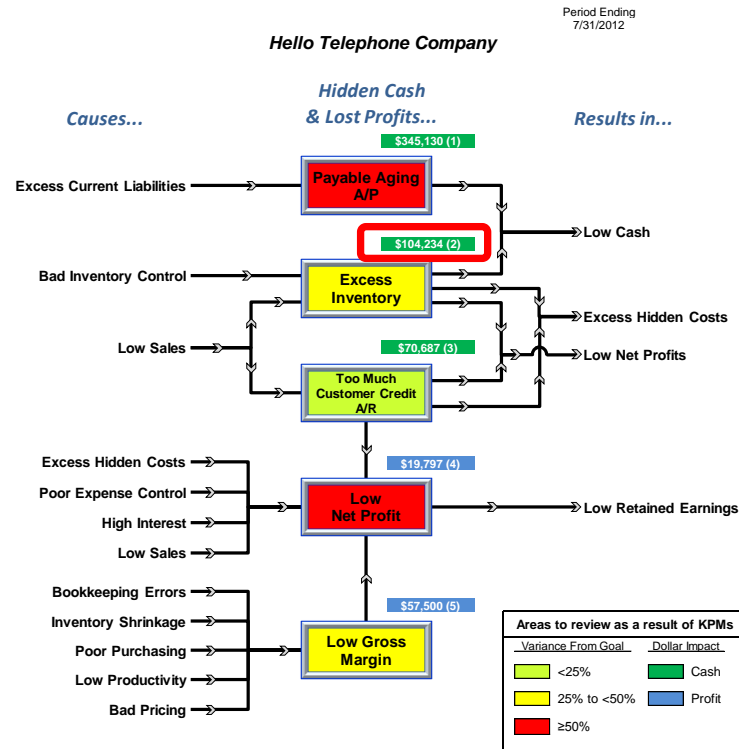 Period Ending
7/31/2012
Hello Telephone Company
Causes...
Hidden Cash
& Lost Profits...
Results in...
$345,130 (1)
Payable Aging
A/P
Excess Current Liabilities
Low Cash
$104,234 (2)
Bad Inventory Control
Excess
Inventory
Excess Hidden Costs
Low Sales
$70,687 (3)
Low Net Profits
Too Much
Customer Credit
A/R
Excess Hidden Costs
Poor Expense Control
High Interest
Low Sales
$19,797 (4)
Low
Net Profit
Low Retained Earnings
Bookkeeping Errors
Inventory Shrinkage
Poor Purchasing
Low Productivity
Bad Pricing
$57,500 (5)
Low Gross
Margin
Areas to review as a result of KPMs
Variance From Goal
Dollar Impact
<25%
Cash
25% to <50%
Profit
≥50%